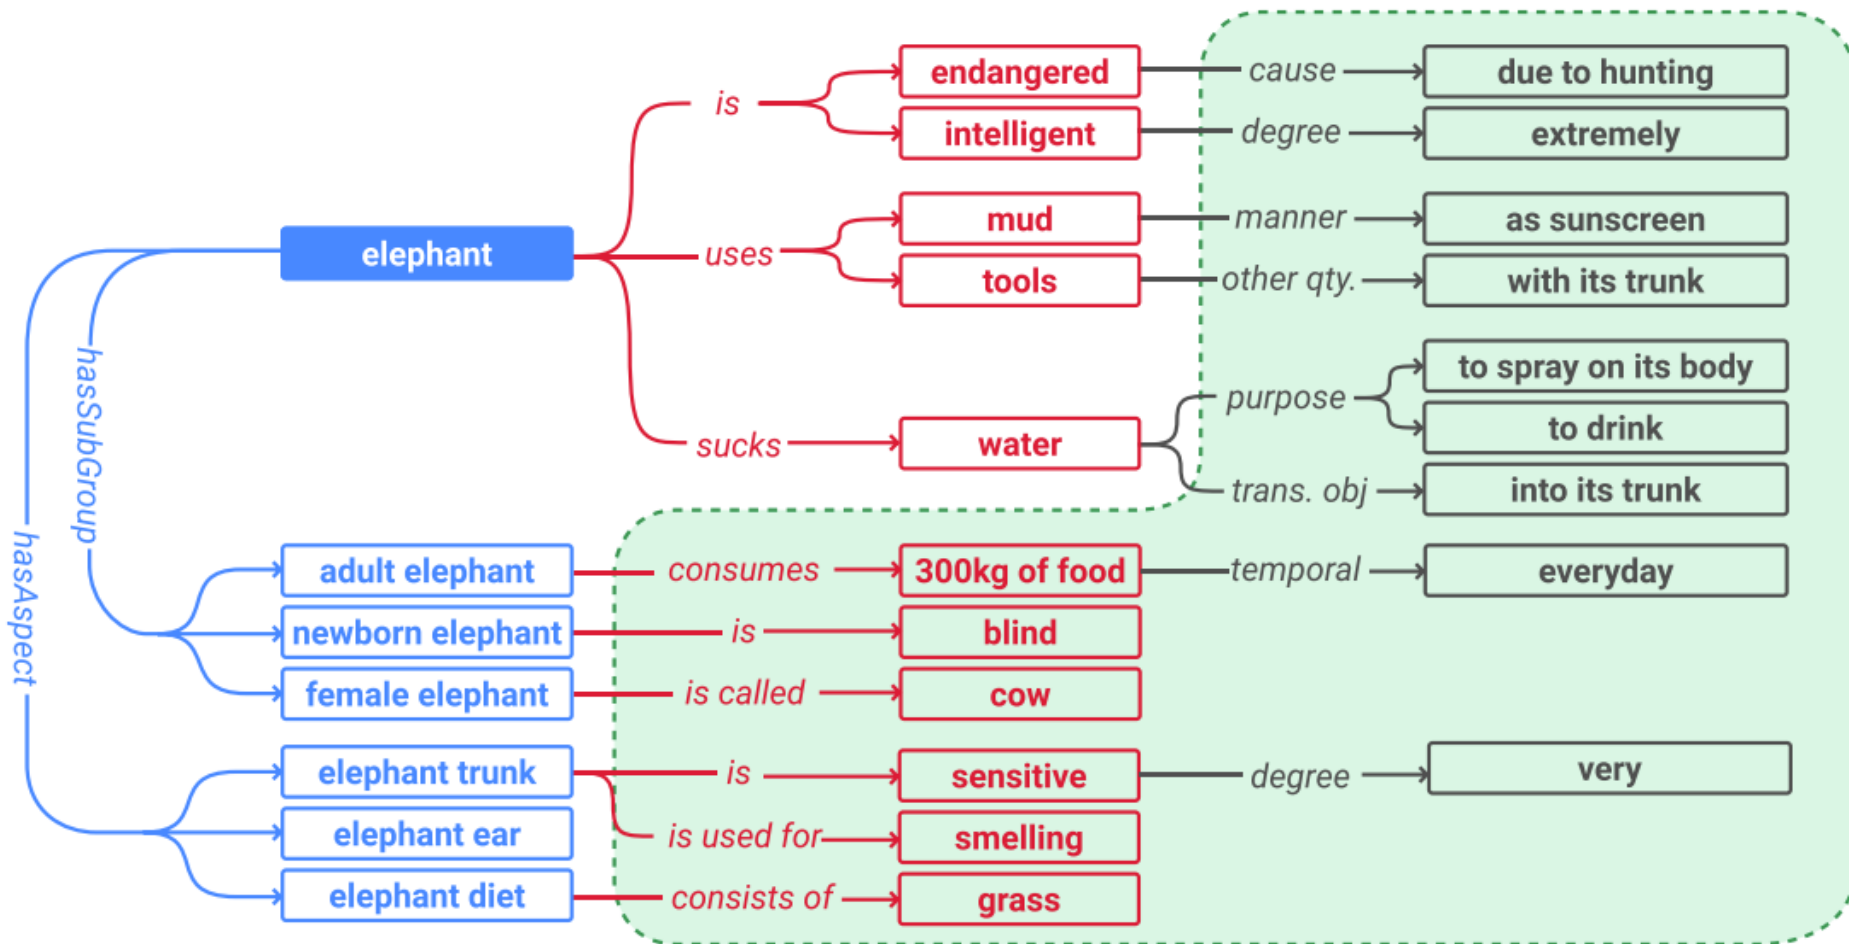 endangered cause due to hunting
is
intelligent degree extremely
mud manner as sunscreen
elephant uses
tools other qty. with its trunk
to spray on its body
purpose
to drink
sucks water
trans. obj into its trunk
hasSubGroup
hasAspect
adult elephant consumes 300kg of food temporal everyday
newborn elephant is blind
female elephant is called cow
elephant trunk is sensitive degree very
elephant ear is used for smelling
elephant diet consists of grass